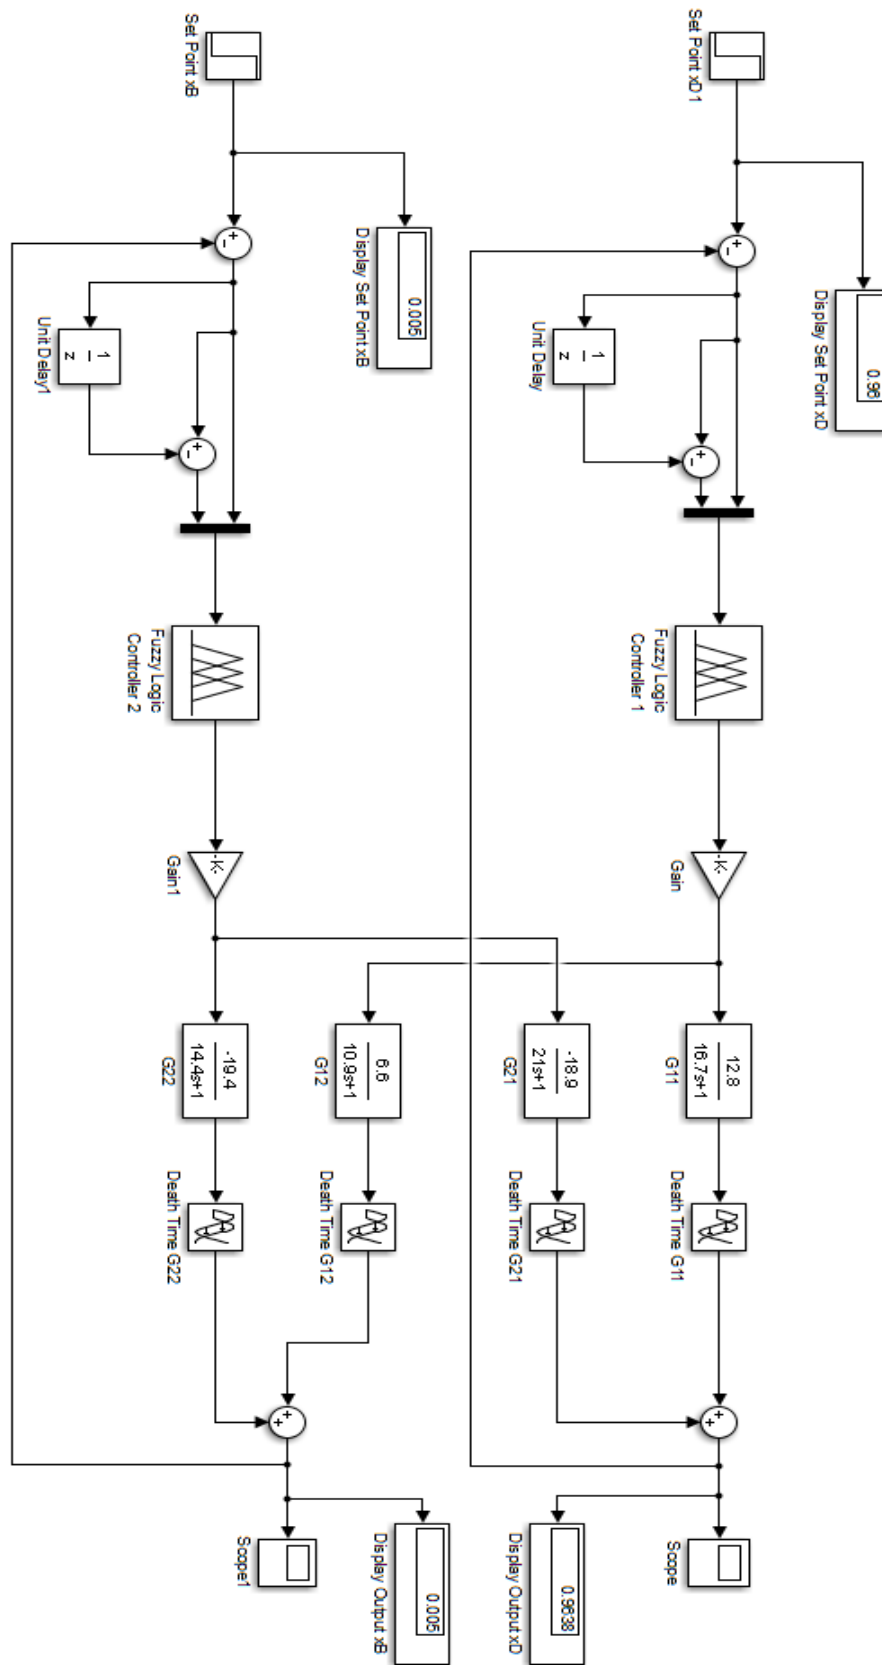 Set Point xD1
0.96
Display Set Point xD
+
-
1
z
Unit Delay
+
-
Fuzzy Logic
Controller 1
-K-
Gain
12.8
16.7s+1
G11
Death Time G11
+
+
Scope
0.9638
Display Output xD
-18.9
21s+1
G21
Death Time G21
Set Point xB
0.005
Display Set Point xB
+
-
1
z
Unit Delay1
+
-
Fuzzy Logic
Controller 2
-K-
Gain1
6.6
10.9s+1
G12
Death Time G12
-19.4
14.4s+1
G22
Death Time G22
+
+
0.005
Display Output xB
Scope1